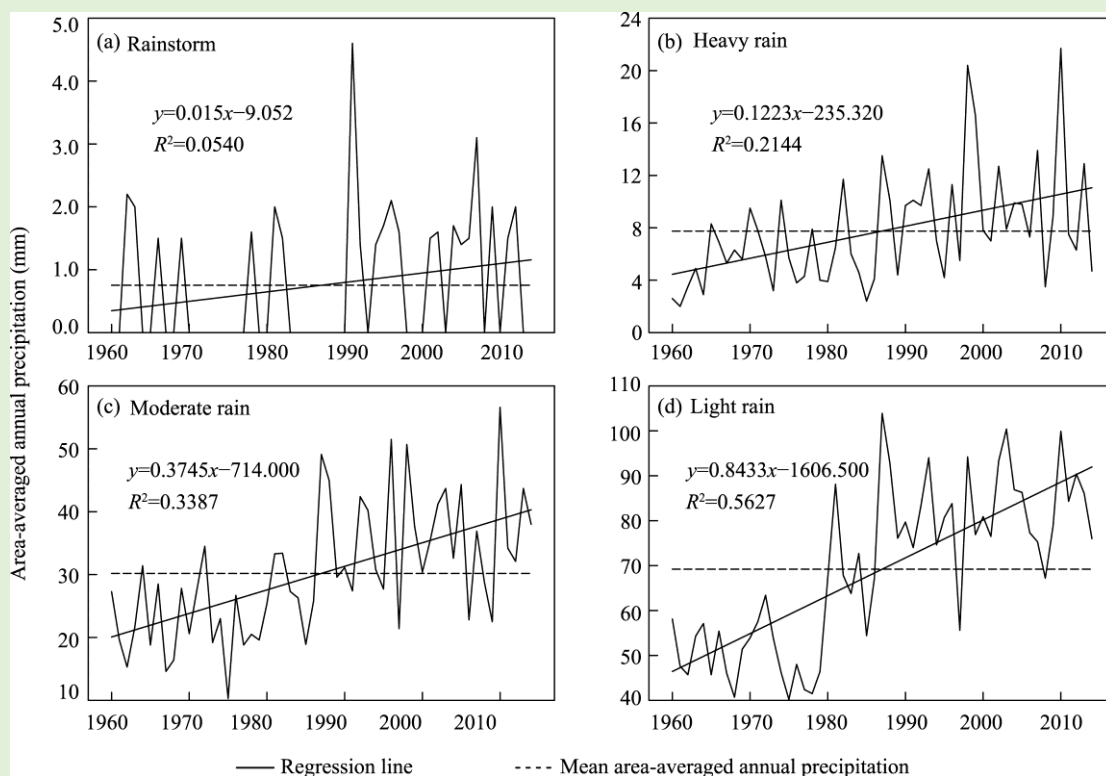 Area-averaged annual precipitation (mm)
(a) Rainstorm
y=0.015x−9.052
R²=0.0540
5.0
4.0
3.0
2.0
1.0
0.0
1960 1970 1980 1990 2000 2010
(b) Heavy rain
y=0.1223x−235.320
R²=0.2144
24
20
16
12
8
4
0
1960 1970 1980 1990 2000 2010
(c) Moderate rain
y=0.3745x−714.000
R²=0.3387
60
50
40
30
20
10
1960 1970 1980 1990 2000 2010
(d) Light rain
y=0.8433x−1606.500
R²=0.5627
110
100
90
80
70
60
50
40
1960 1970 1980 1990 2000 2010
Regression line
Mean area-averaged annual precipitation